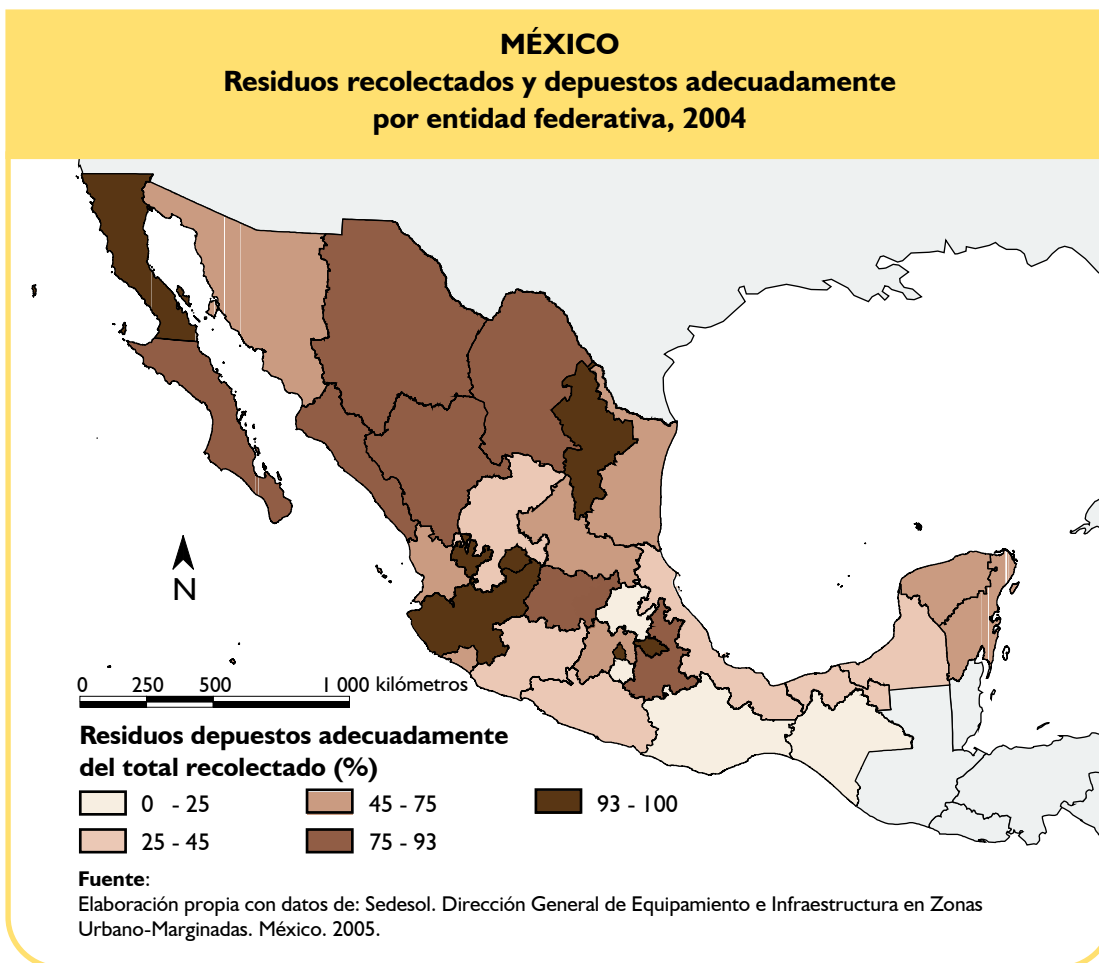 MÉXICO
Residuos recolectados y depuestos adecuadamente
por entidad federativa, 2004
N
0 250 500 1 000 kilómetros
Residuos depuestos adecuadamente
del total recolectado (%)
0 - 25 45 - 75 93 - 100
25 - 45 75 - 93
Fuente:
Elaboración propia con datos de: Sedesol. Dirección General de Equipamiento e Infraestructura en Zonas
Urbano-Marginadas. México. 2005.